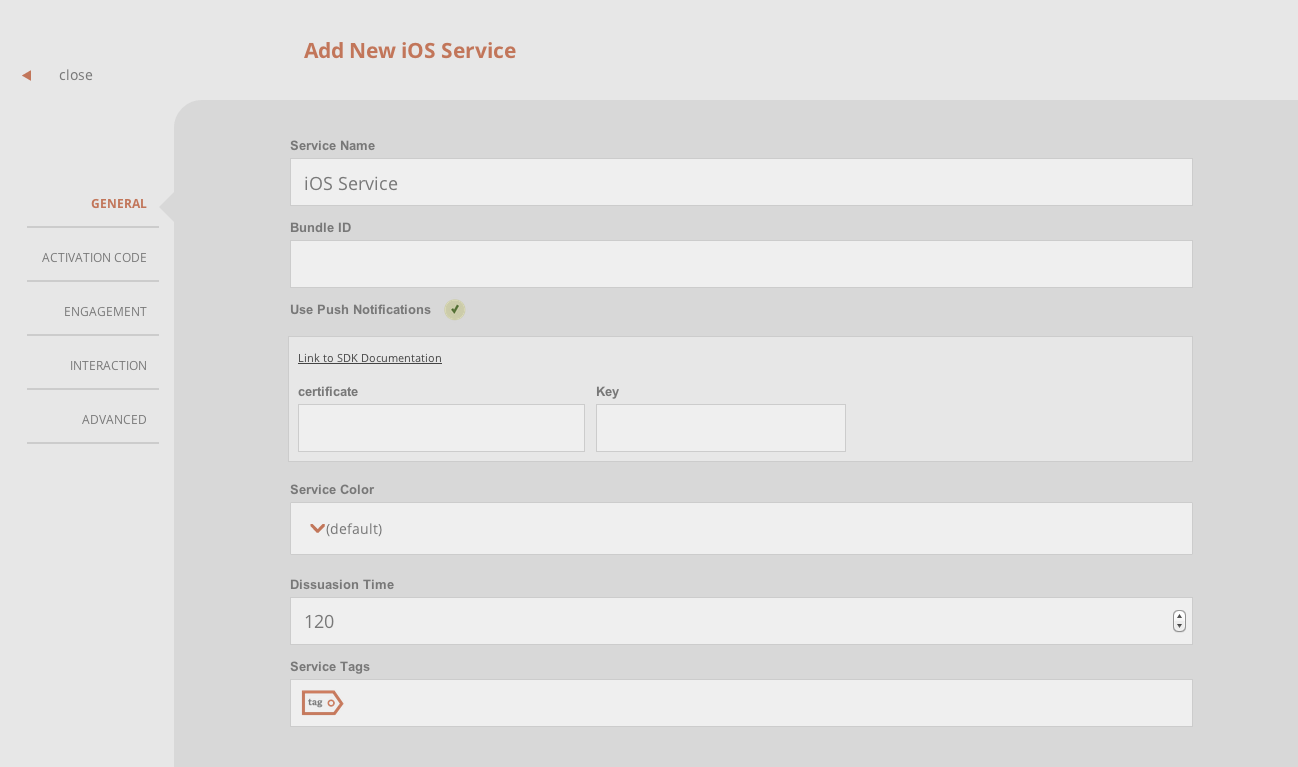 Add New iOS Service
close
GENERAL
ACTIVATION CODE
ENGAGEMENT
INTERACTION
ADVANCED
Service Name
iOS Service
Bundle ID
Use Push Notifications
Link to SDK Documentation
certificate Key
Service Color
(default)
Dissuasion Time
120
Service Tags
tag